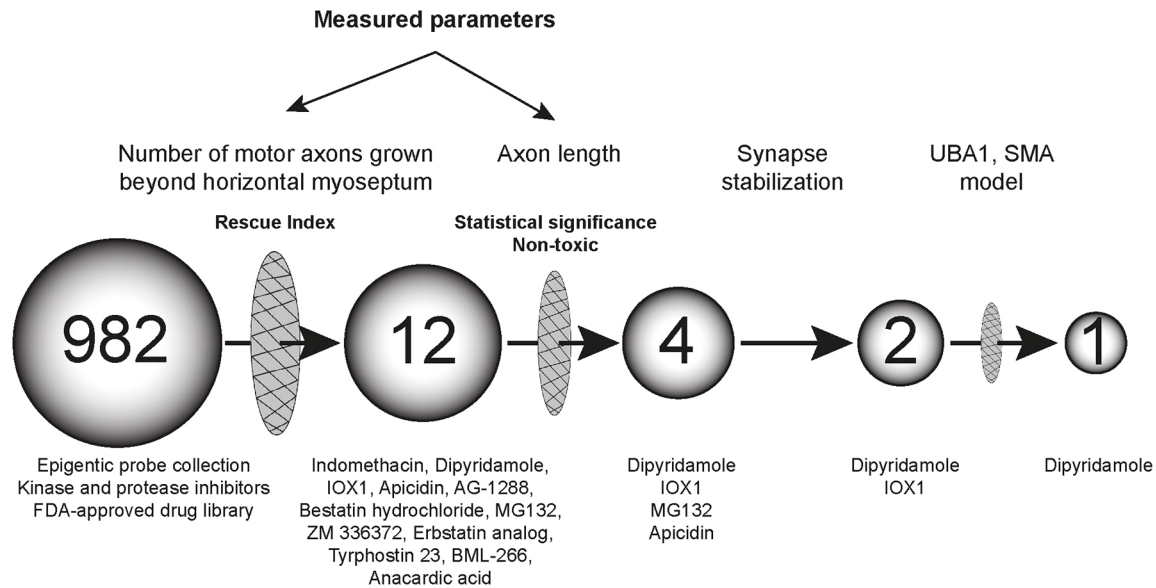 Measured parameters
Number of motor axons grown
beyond horizontal myoseptum
Axon length
Synapse
stabilization
UBA1, SMA
model
Rescue Index
Statistical significance
Non-toxic
982
12
4
2
1
Epigentic probe collection
Kinase and protease inhibitors
FDA-approved drug library
Indomethacin, Dipyridamole,
IOX1, Apicidin, AG-1288,
Bestatin hydrochloride, MG132,
ZM 336372, Erbstatin analog,
Tyrphostin 23, BML-266,
Anacardic acid
Dipyridamole
IOX1
MG132
Apicidin
Dipyridamole
IOX1
Dipyridamole